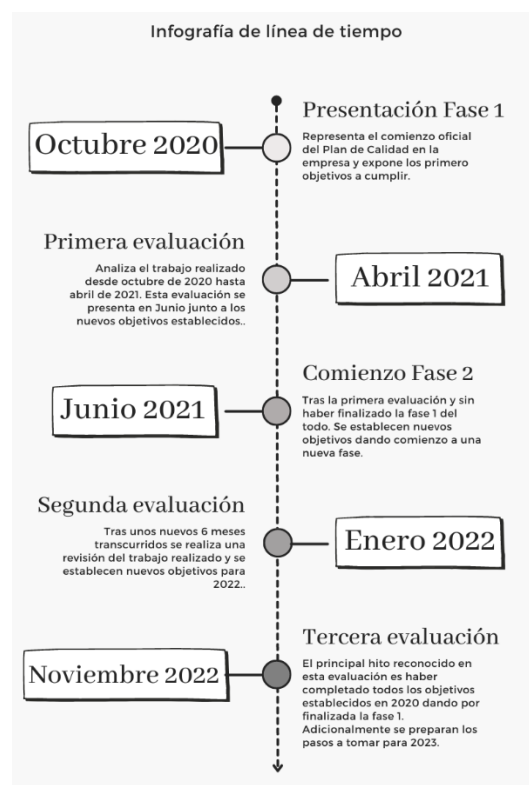 Infografía de línea de tiempo
Octubre 2020
Presentación Fase 1
Representa el comienzo oficial
del Plan de Calidad en la
empresa y expone los primero
objetivos a cumplir.
Primera evaluación
Analiza el trabajo realizado
desde octubre de 2020 hasta
abril de 2021. Esta evaluación se
presenta en Junio junto a los
nuevos objetivos establecidos..
Abril 2021
Junio 2021
Comienzo Fase 2
Tras la primera evaluación y sin
haber finalizado la fase 1 del
todo. Se establecen nuevos
objetivos dando comienzo a una
nueva fase.
Segunda evaluación
Tras unos nuevos 6 meses
transcurridos se realiza una
revisión del trabajo realizado y se
establecen nuevos objetivos para
2022..
Enero 2022
Noviembre 2022
Tercera evaluación
El principal hito reconocido en
esta evaluación es haber
completado todos los objetivos
establecidos en 2020 dando por
finalizada la fase 1.
Adicionalmente se preparan los
pasos a tomar para 2023.